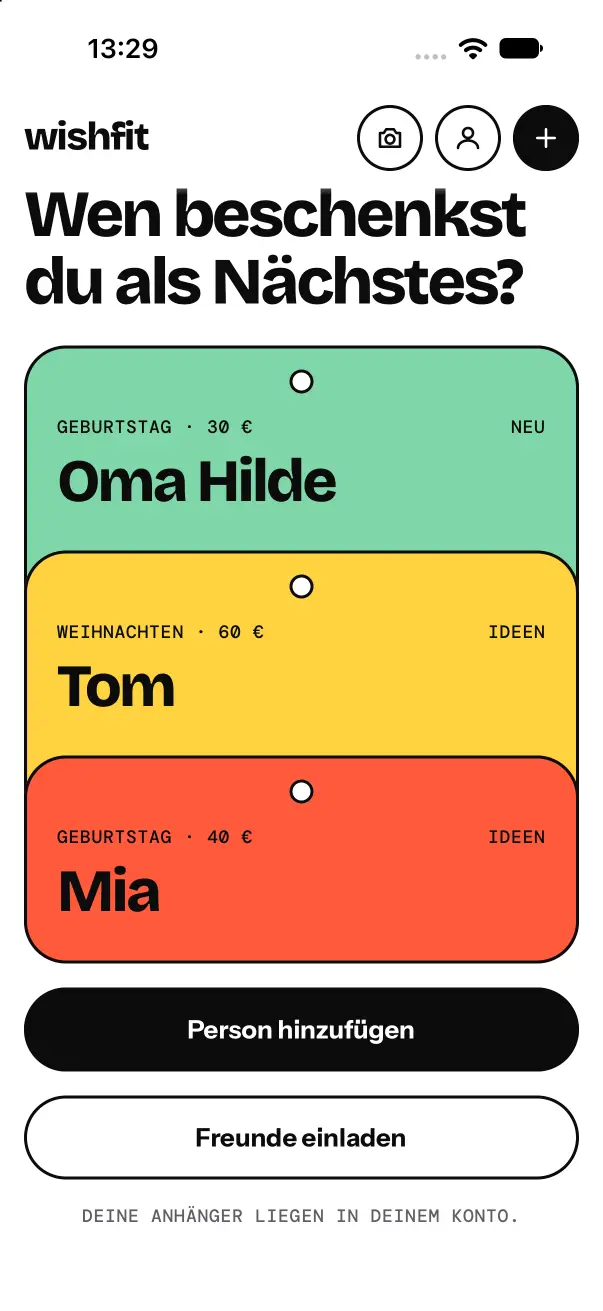 13:29
wishfit
Wen beschenkst
du als Nächstes?
GEBURTSTAG · 30 € NEU
Oma Hilde
WEIHNACHTEN · 60 € IDEEN
Tom
GEBURTSTAG · 40 € IDEEN
Mia
Person hinzufügen
Freunde einladen
DEINE ANHÄNGER LIEGEN IN DEINEM KONTO.